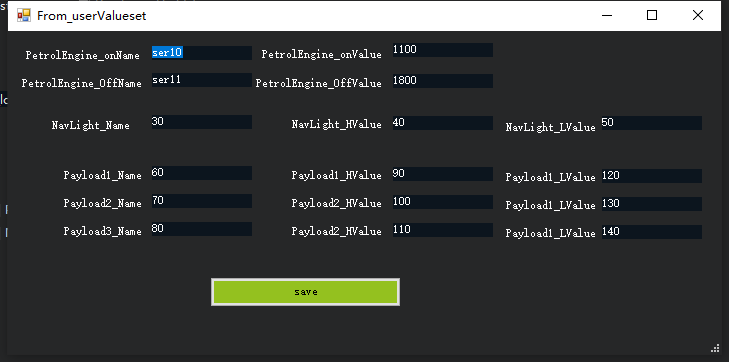 From_userValueset
PetrolEngine_onName ser10 PetrolEngine_onValue 1100
PetrolEngine_OffName ser11 PetrolEngine_OffValue 1800
NavLight_Name 30 NavLight_HValue 40 NavLight_LValue 50
Payload1_Name 60 Payload1_HValue 90 Payload1_LValue 120
Payload2_Name 70 Payload2_HValue 100 Payload1_LValue 130
Payload3_Name 80 Payload2_HValue 110 Payload1_LValue 140
save